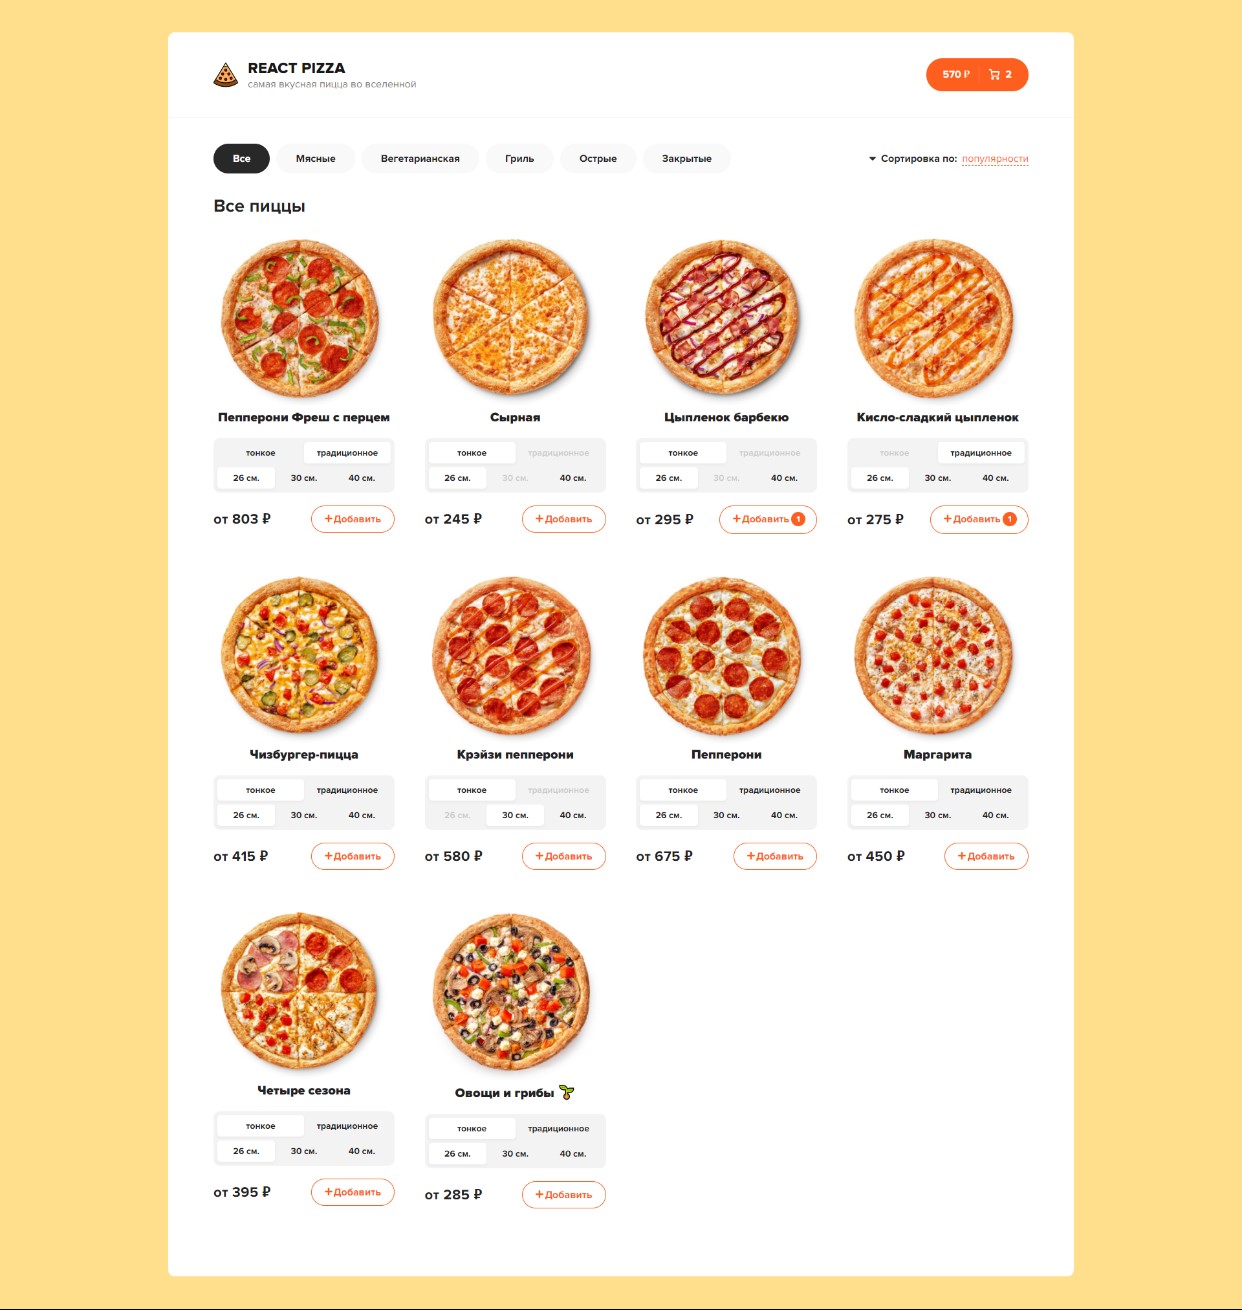 REACT PIZZA
самая вкусная пицца во вселенной
570 ₽ 2
Все Мясные Вегетарианская Гриль Острые Закрытые
Сортировка по: популярности
Все пиццы
Пепперони Фреш с перцем
тонкое традиционное
26 см. 30 см. 40 см.
от 803 ₽ +Добавить
Сырная
тонкое традиционное
26 см. 30 см. 40 см.
от 245 ₽ +Добавить
Цыпленок барбекю
тонкое традиционное
26 см. 30 см. 40 см.
от 295 ₽ +Добавить 1
Кисло-сладкий цыпленок
тонкое традиционное
26 см. 30 см. 40 см.
от 275 ₽ +Добавить 1
Чизбургер-пицца
тонкое традиционное
26 см. 30 см. 40 см.
от 415 ₽ +Добавить
Крэйзи пепперони
тонкое традиционное
26 см. 30 см. 40 см.
от 580 ₽ +Добавить
Пепперони
тонкое традиционное
26 см. 30 см. 40 см.
от 675 ₽ +Добавить
Маргарита
тонкое традиционное
26 см. 30 см. 40 см.
от 450 ₽ +Добавить
Четыре сезона
тонкое традиционное
26 см. 30 см. 40 см.
от 395 ₽ +Добавить
Овощи и грибы 🌱
тонкое традиционное
26 см. 30 см. 40 см.
от 285 ₽ +Добавить